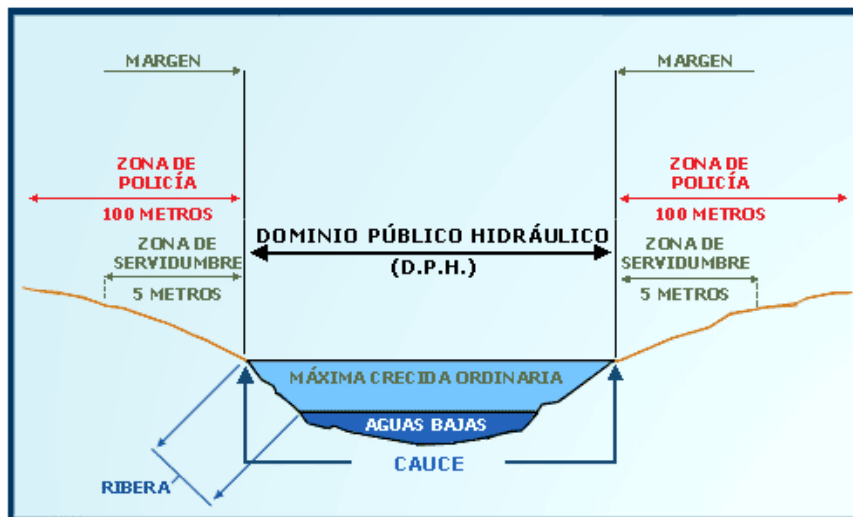 MARGEN
MARGEN
ZONA DE
POLICÍA
100 METROS
ZONA DE
POLICÍA
100 METROS
DOMINIO PÚBLICO HIDRÁULICO
(D.P.H.)
ZONA DE
SERVIDUMBRE
5 METROS
ZONA DE
SERVIDUMBRE
5 METROS
MÁXIMA CRECIDA ORDINARIA
AGUAS BAJAS
CAUCE
RIBERA